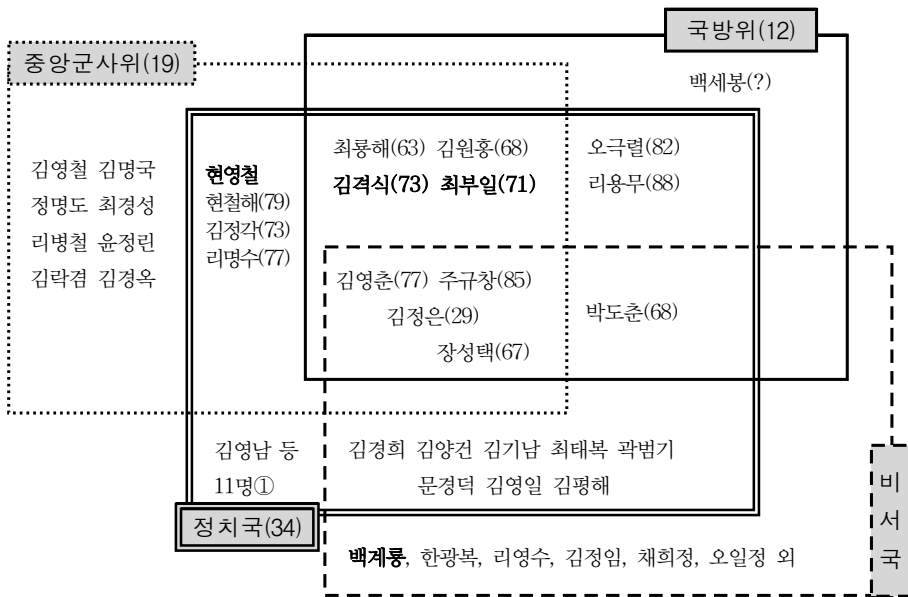 국방위(12)
중앙군사위(19)
백세봉(?)
최룡해(63) 김원홍(68)
오극렬(82)
김영철 김명국
현영철
김격식(73) 최부일(71)
리용무(88)
현철해(79)
정명도 최경성
김정각(73)
리병철 윤정린
리명수(77)
김락겸 김경옥
김영춘(77) 주규창(85)
김정은(29)
박도춘(68)
장성택(67)
김영남 등
김경희 김양건 김기남 최태복 곽범기
11명①
문경덕 김영일 김평해
비
서
국
정치국(34)
백계룡, 한광복, 리영수, 김정임, 채희정, 오일정 외